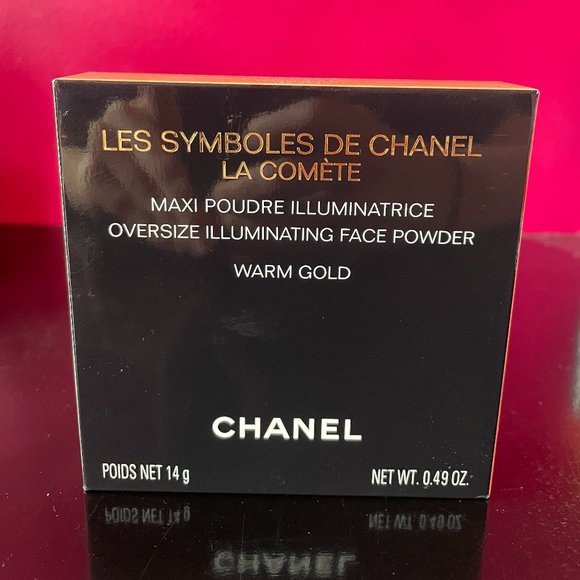 LES SYMBOLES DE CHANEL
LA COMÈTE
MAXI POUDRE ILLUMINATRICE
OVERSIZE ILLUMINATING FACE POWDER
WARM GOLD
CHANEL
POIDS NET 14 g NET WT. 0.49 OZ.